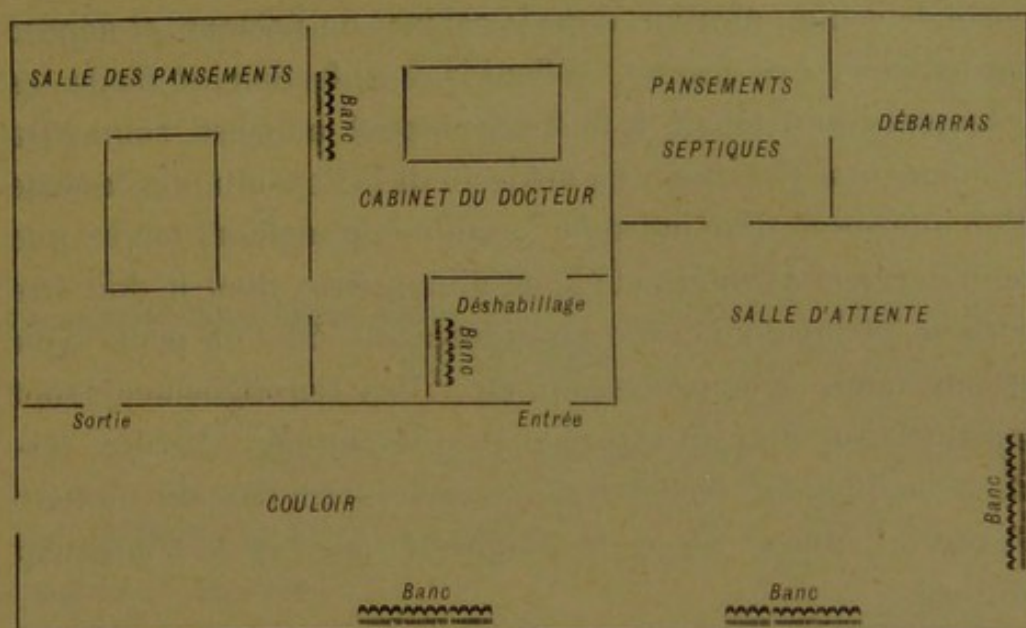 SALLE DES PANSEMENTS
Banc
CABINET DU DOCTEUR
PANSEMENTS
SEPTIQUES
DÉBARRAS
Déshabillage
Banc
SALLE D'ATTENTE
Sortie
Entrée
COULOIR
Banc
Banc
Banc